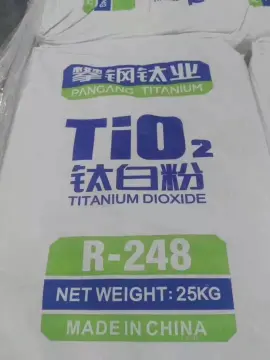 攀钢钛业
PANGANG TITANIUM
TiO2
钛白粉
TITANIUM DIOXIDE
R-248
NET WEIGHT: 25KG
MADE IN CHINA